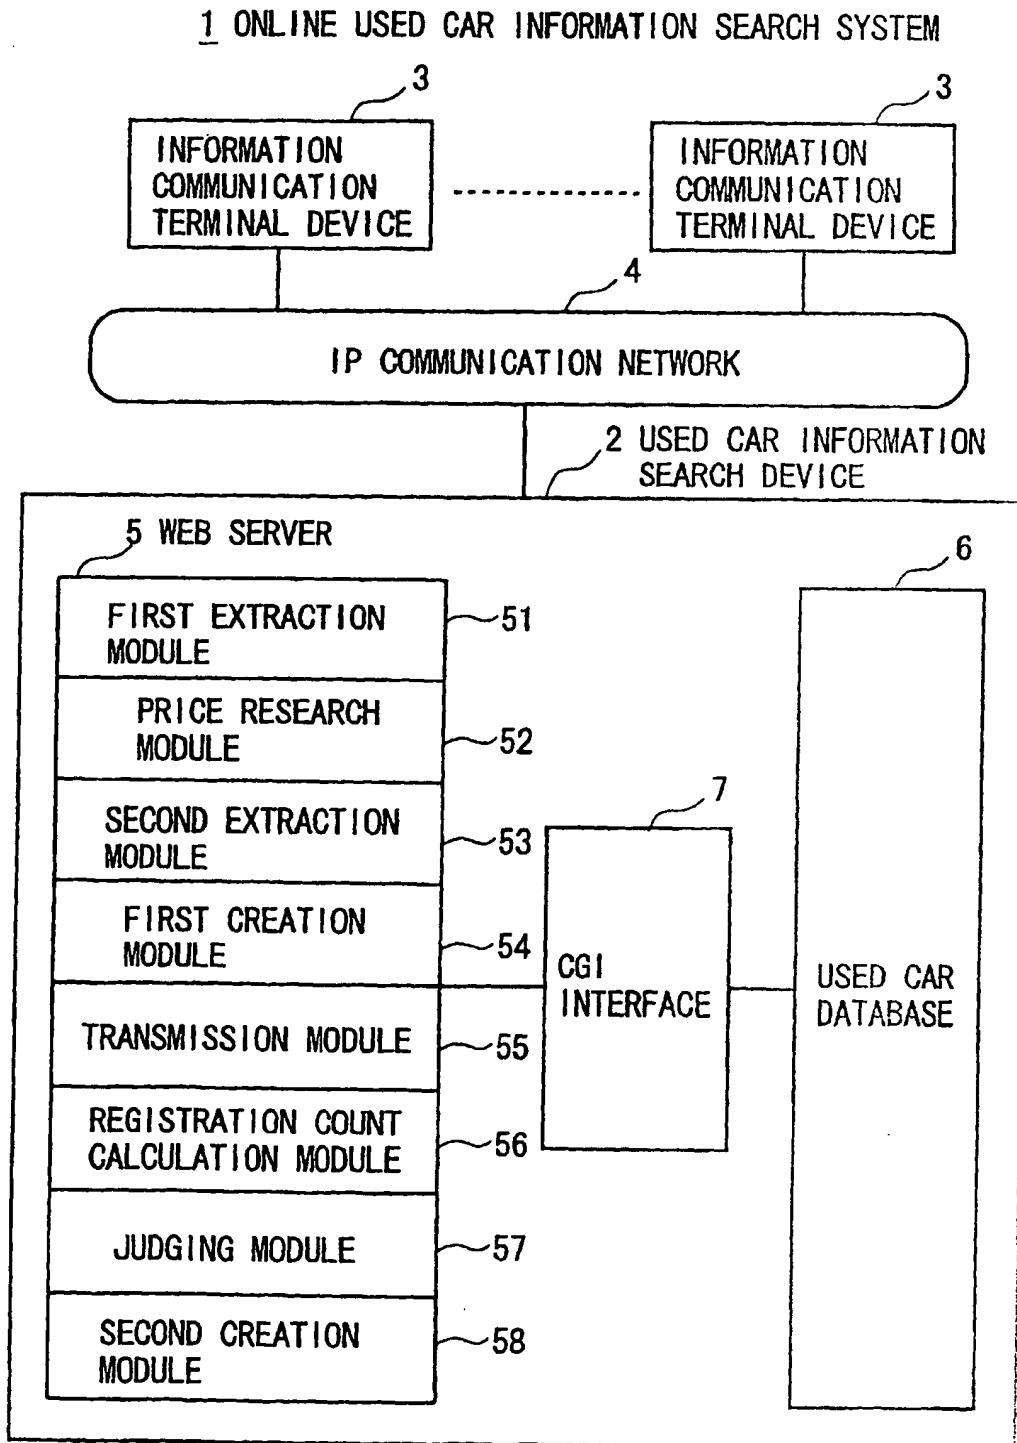 1 ONLINE USED CAR INFORMATION SEARCH SYSTEM
3
3
INFORMATION
COMMUNICATION
TERMINAL DEVICE
INFORMATION
COMMUNICATION
TERMINAL DEVICE
4
IP COMMUNICATION NETWORK
2 USED CAR INFORMATION
SEARCH DEVICE
5 WEB SERVER
6
FIRST EXTRACTION
MODULE
51
PRICE RESEARCH
MODULE
52
SECOND EXTRACTION
MODULE
53
FIRST CREATION
MODULE
54
TRANSMISSION MODULE
55
REGISTRATION COUNT
CALCULATION MODULE
56
JUDGING MODULE
57
SECOND CREATION
MODULE
58
7
CGI
INTERFACE
USED CAR
DATABASE